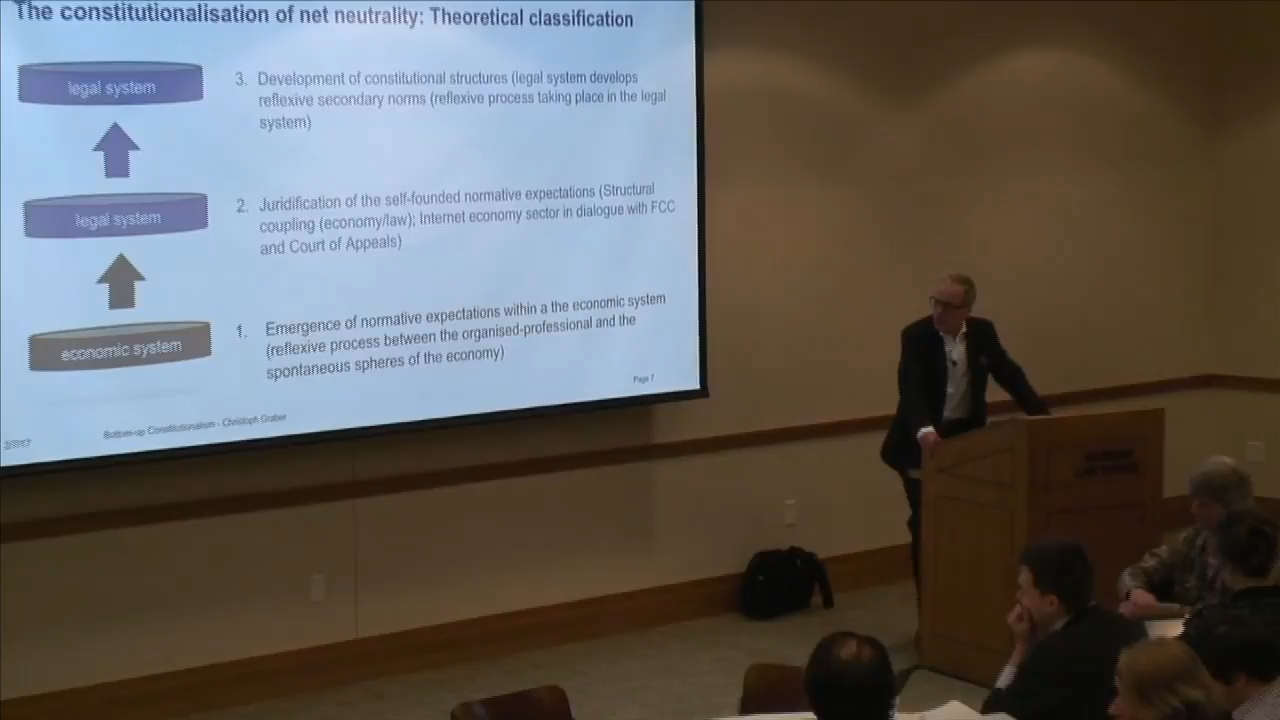 The constitutionalisation of net neutrality: Theoretical classification
legal system
3. Development of constitutional structures (legal system develops
reflexive secondary norms (reflexive process taking place in the legal
system)
legal system
2. Juridification of the self-founded normative expectations (Structural
coupling (economy/law); Internet economy sector in dialogue with FCC
and Court of Appeals)
economic system
1. Emergence of normative expectations within a the economic system
(reflexive process between the organised-professional and the
spontaneous spheres of the economy)
Page 7
Bottom-up Constitutionalism - Christoph Graber